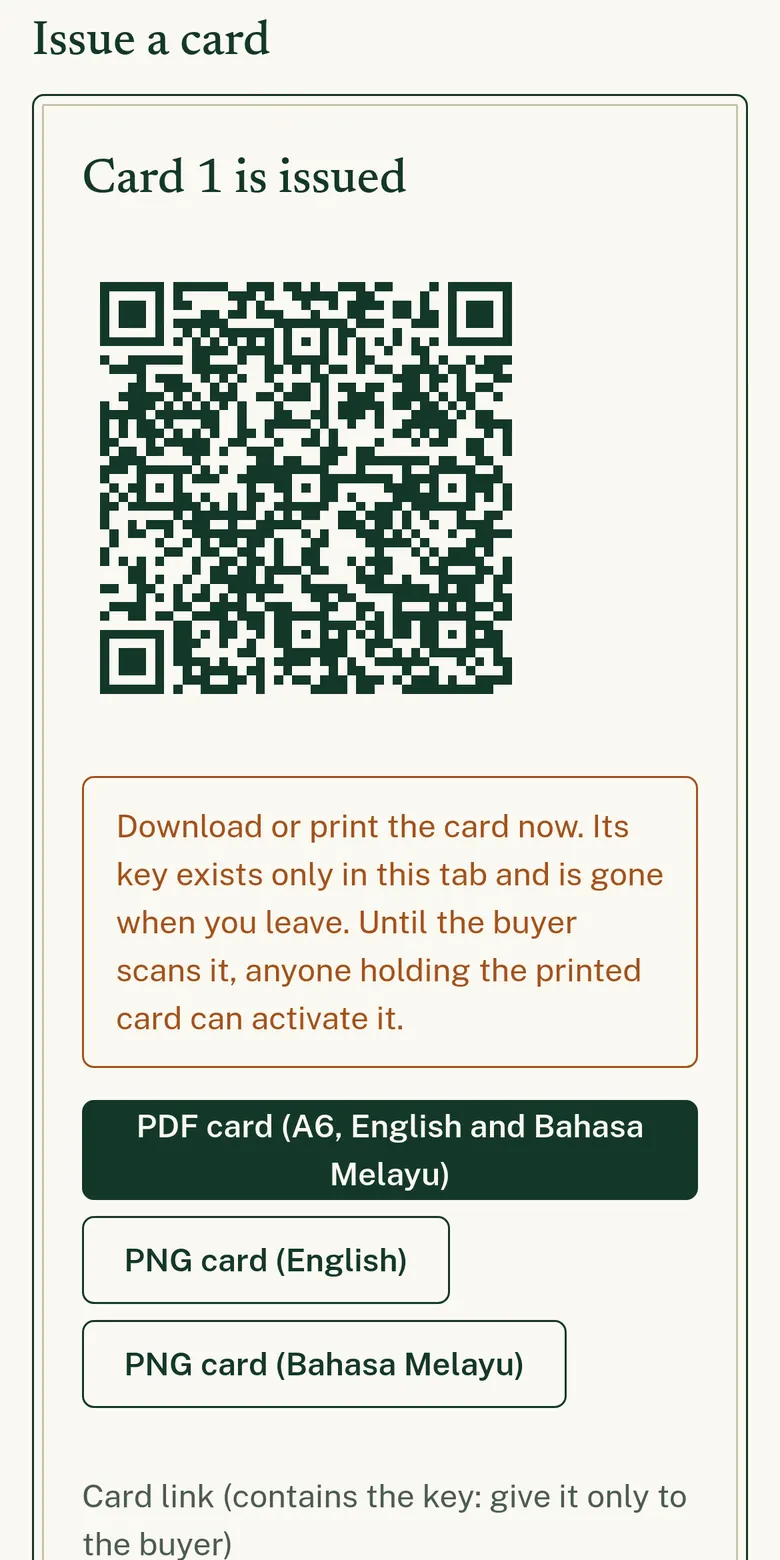 Issue a card
Card 1 is issued
Download or print the card now. Its
key exists only in this tab and is gone
when you leave. Until the buyer
scans it, anyone holding the printed
card can activate it.
PDF card (A6, English and Bahasa
Melayu)
PNG card (English)
PNG card (Bahasa Melayu)
Card link (contains the key: give it only to
the buyer)